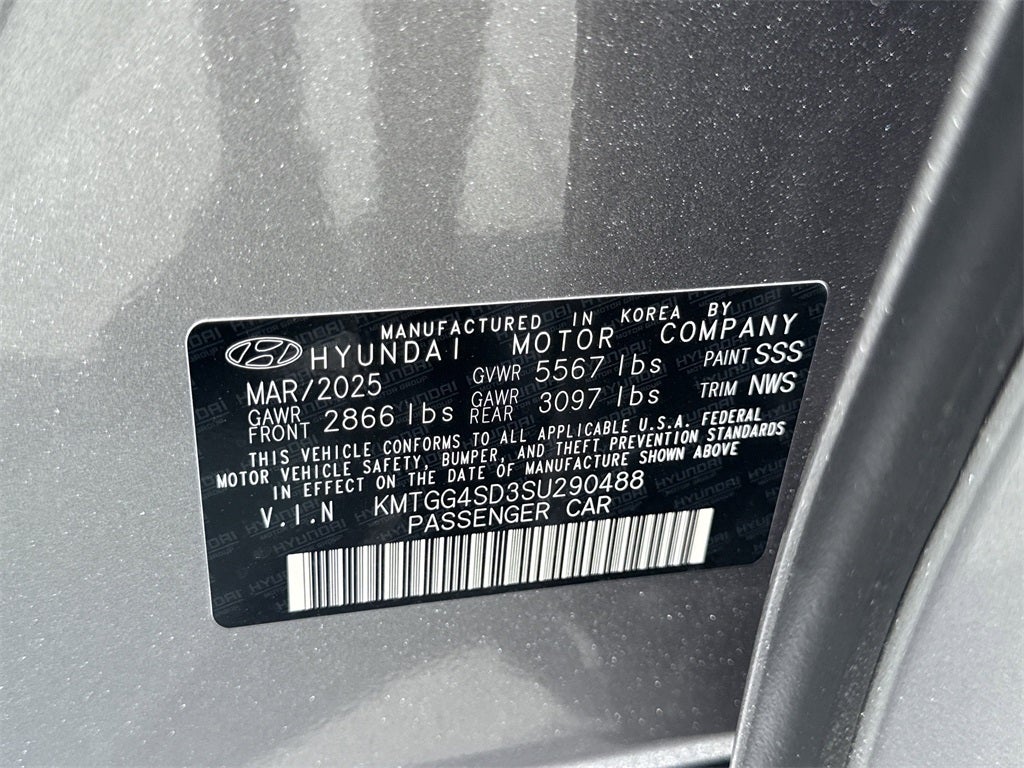 MANUFACTURED IN KOREA BY
HYUNDAI MOTOR COMPANY
MAR/2025 GVWR 5567 lbs PAINT SSS
GAWR FRONT 2866 lbs GAWR REAR 3097 lbs TRIM NWS
THIS VEHICLE CONFORMS TO ALL APPLICABLE U.S.A. FEDERAL
MOTOR VEHICLE SAFETY, BUMPER, AND THEFT PREVENTION STANDARDS
IN EFFECT ON THE DATE OF MANUFACTURE SHOWN ABOVE
V.I.N KMTGG4SD3SU290488
PASSENGER CAR